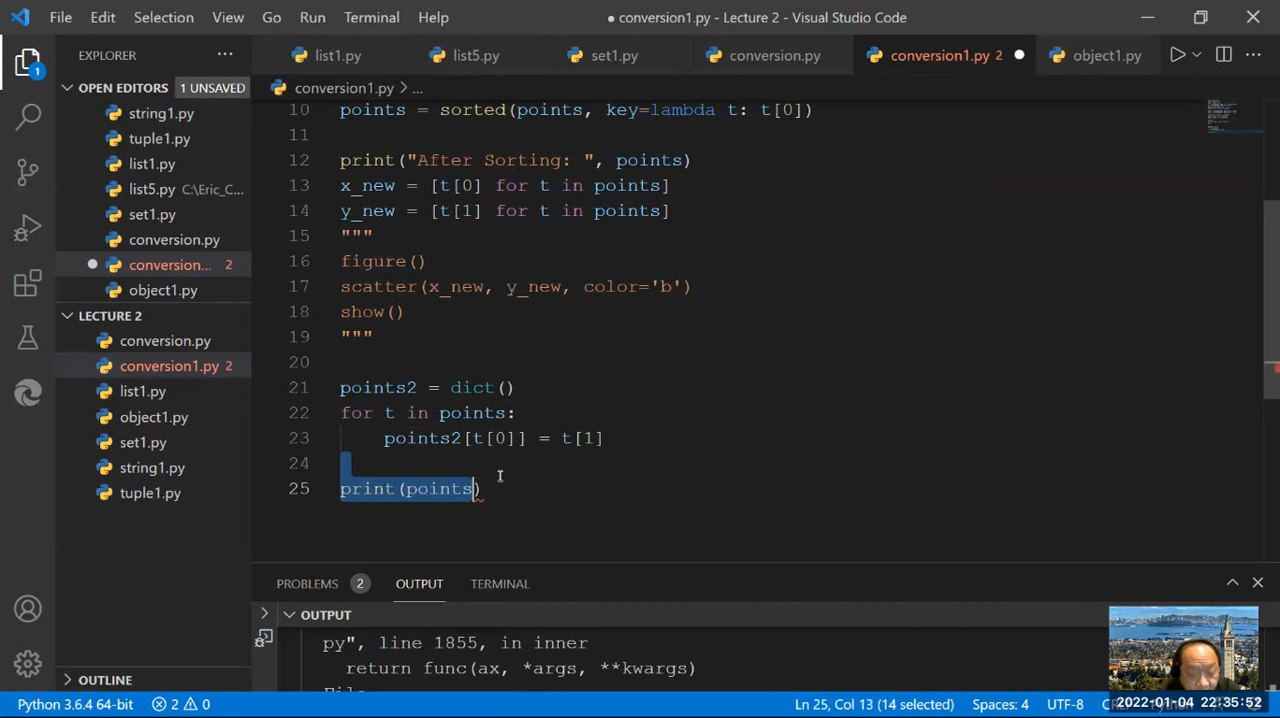 File Edit Selection View Go Run Terminal Help
● conversion1.py - Lecture 2 - Visual Studio Code
EXPLORER ...
list1.py
list5.py
set1.py
conversion.py
conversion1.py 2
object1.py
1
OPEN EDITORS 1 UNSAVED
string1.py
tuple1.py
list1.py
list5.py C:\Eric_C...
set1.py
conversion.py
conversion... 2
object1.py
LECTURE 2
conversion.py
conversion1.py 2
list1.py
object1.py
set1.py
string1.py
tuple1.py
OUTLINE
conversion1.py > ...
10 points = sorted(points, key=lambda t: t[0])
11
12 print("After Sorting: ", points)
13 x_new = [t[0] for t in points]
14 y_new = [t[1] for t in points]
15 """
16 figure()
17 scatter(x_new, y_new, color='b')
18 show()
19 """
20
21 points2 = dict()
22 for t in points:
23 points2[t[0]] = t[1]
24
25 print(points)
PROBLEMS 2 OUTPUT TERMINAL
OUTPUT
py", line 1855, in inner
return func(ax, *args, **kwargs)
Python 3.6.4 64-bit 2 0
Ln 25, Col 13 (14 selected) Spaces: 4 UTF-8
2022-01-04 22:35:52